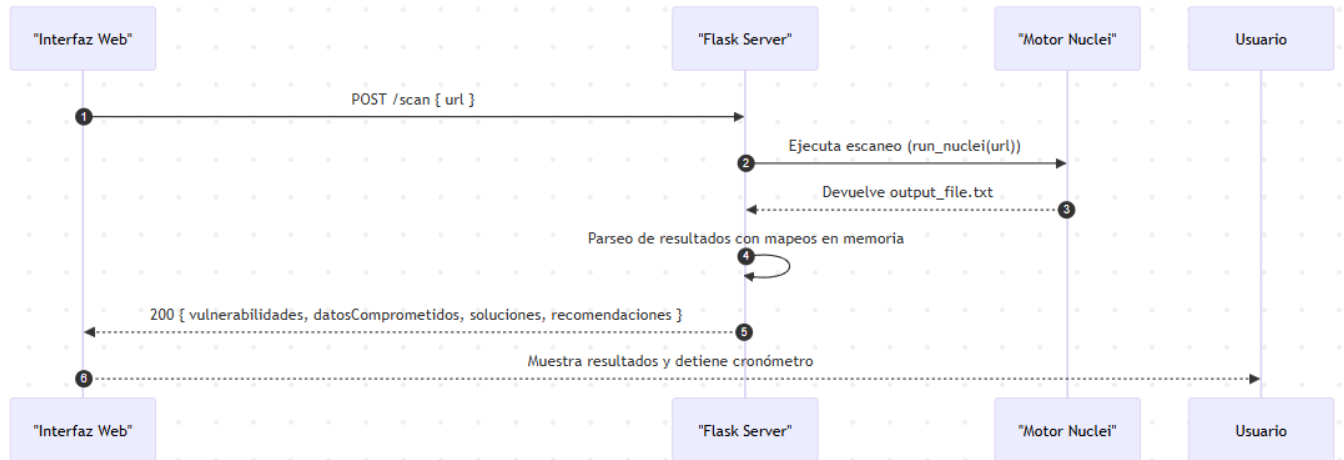 "Interfaz Web" "Flask Server" "Motor Nuclei" Usuario
POST /scan { url }
1
Ejecuta escaneo (run_nuclei(url))
2
Devuelve output_file.txt
3
Parseo de resultados con mapeos en memoria
4
200 { vulnerabilidades, datosComprometidos, soluciones, recomendaciones }
5
Muestra resultados y detiene cronómetro
6
"Interfaz Web" "Flask Server" "Motor Nuclei" Usuario